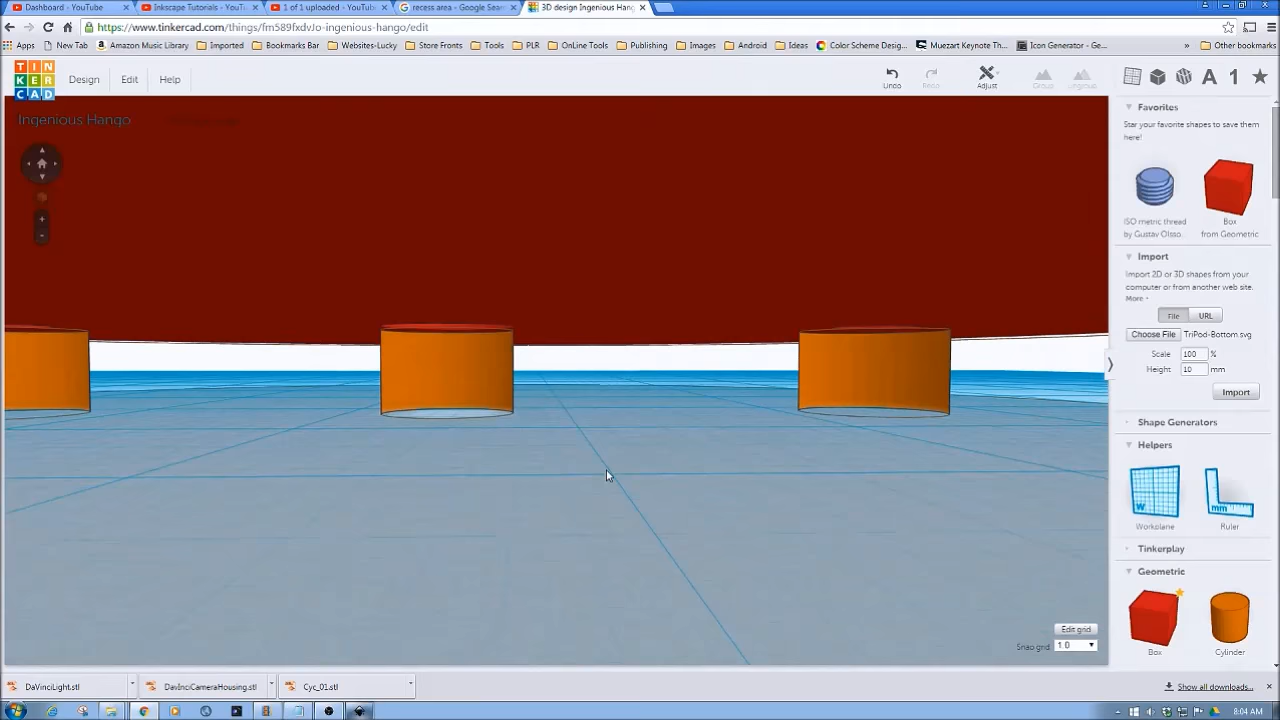 Dashboard - YouTube
Inkscape Tutorials - YouTu
1 of 1 uploaded - YouTube
recess area - Google Sear
3D design Ingenious Hang
https://www.tinkercad.com/things/fm589fxdvJo-ingenious-hango/edit
Apps
New Tab
Amazon Music Library
Imported
Bookmarks Bar
Websites-Lucky
Store Fronts
Tools
PLR
OnLine Tools
Publishing
Images
Android
Ideas
Color Scheme Desig...
Muezart Keynote Th...
Icon Generator - Ge...
»
Other bookmarks
TIN
KER
CAD
Design
Edit
Help
Undo
Redo
Adjust
Group
Ungroup
A
1
Ingenious Hango
Favorites
Star your favorite shapes to save them
here!
ISO metric thread
by Gustav Olsso...
Box
from Geometric
Import
Import 2D or 3D shapes from your
computer or from another web site.
More
File
URL
Choose File
TriPod-Bottom.svg
Scale
100
%
Height
10
mm
Import
Shape Generators
Helpers
W
mm
Workplane
Ruler
Tinkerplay
Geometric
Box
Cylinder
Edit grid
Snap grid
1.0
DaVinciLight.stl
DavInciCameraHousing.stl
Cyc_01.stl
Show all downloads...
8:04 AM